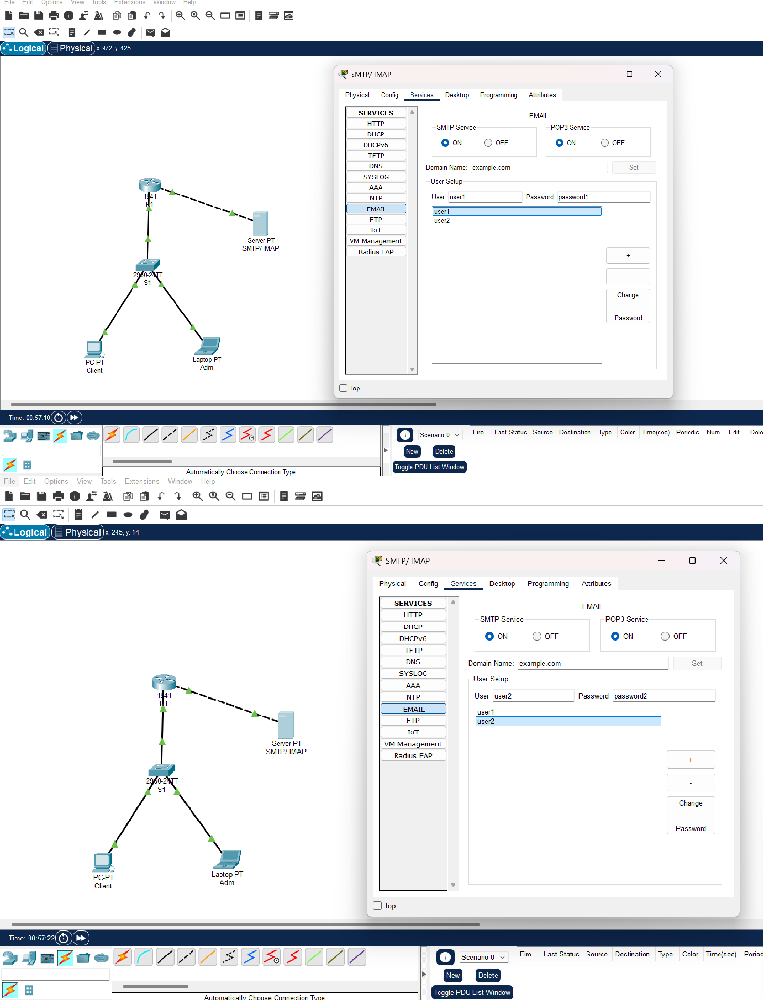 File Edit Options View Tools Extensions Window Help
Logical Physical x: 972, y: 425
SMTP/ IMAP
Physical Config Services Desktop Programming Attributes
SERVICES
HTTP
DHCP
DHCPv6
TFTP
DNS
SYSLOG
AAA
NTP
EMAIL
FTP
IoT
VM Management
Radius EAP
EMAIL
SMTP Service POP3 Service
ON OFF ON OFF
Domain Name: example.com Set
User Setup
User user1 Password password1
user1
user2
+
-
Change
Password
Top
1841
R1
Server-PT
SMTP/ IMAP
2960-24TT
S1
PC-PT
Client
Laptop-PT
Adm
Time: 00:57:10
Scenario 0
New Delete
Toggle PDU List Window
Fire Last Status Source Destination Type Color Time(sec) Periodic Num Edit Dele
Automatically Choose Connection Type
File Edit Options View Tools Extensions Window Help
Logical Physical x: 245, y: 14
SMTP/ IMAP
Physical Config Services Desktop Programming Attributes
SERVICES
HTTP
DHCP
DHCPv6
TFTP
DNS
SYSLOG
AAA
NTP
EMAIL
FTP
IoT
VM Management
Radius EAP
EMAIL
SMTP Service POP3 Service
ON OFF ON OFF
Domain Name: example.com Set
User Setup
User user2 Password password2
user1
user2
+
-
Change
Password
Top
1841
R1
Server-PT
SMTP/ IMAP
2960-24TT
S1
PC-PT
Client
Laptop-PT
Adm
Time: 00:57:22
Scenario 0
New Delete
Toggle PDU List Window
Fire Last Status Source Destination Type Color Time(sec) Period
Automatically Choose Connection Type